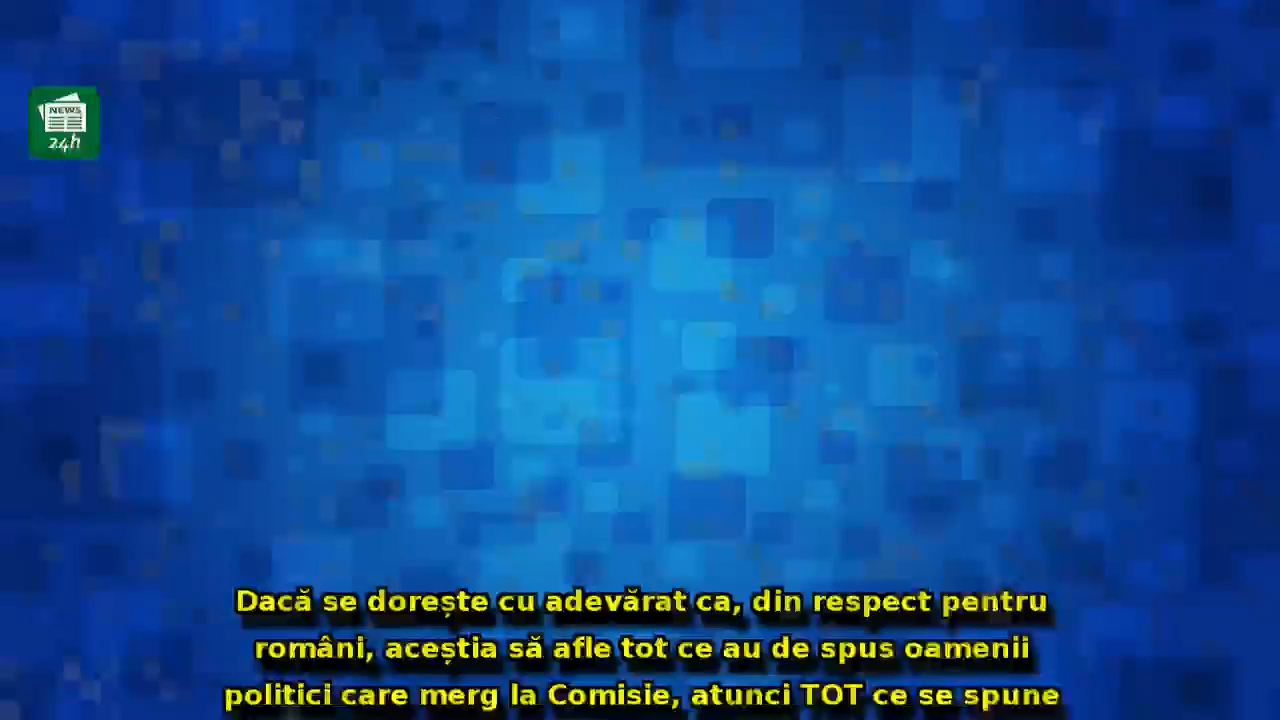 NEWS
24h
Dacă se dorește cu adevărat ca, din respect pentru
români, aceștia să afle tot ce au de spus oamenii
politici care merg la Comisie, atunci TOT ce se spune